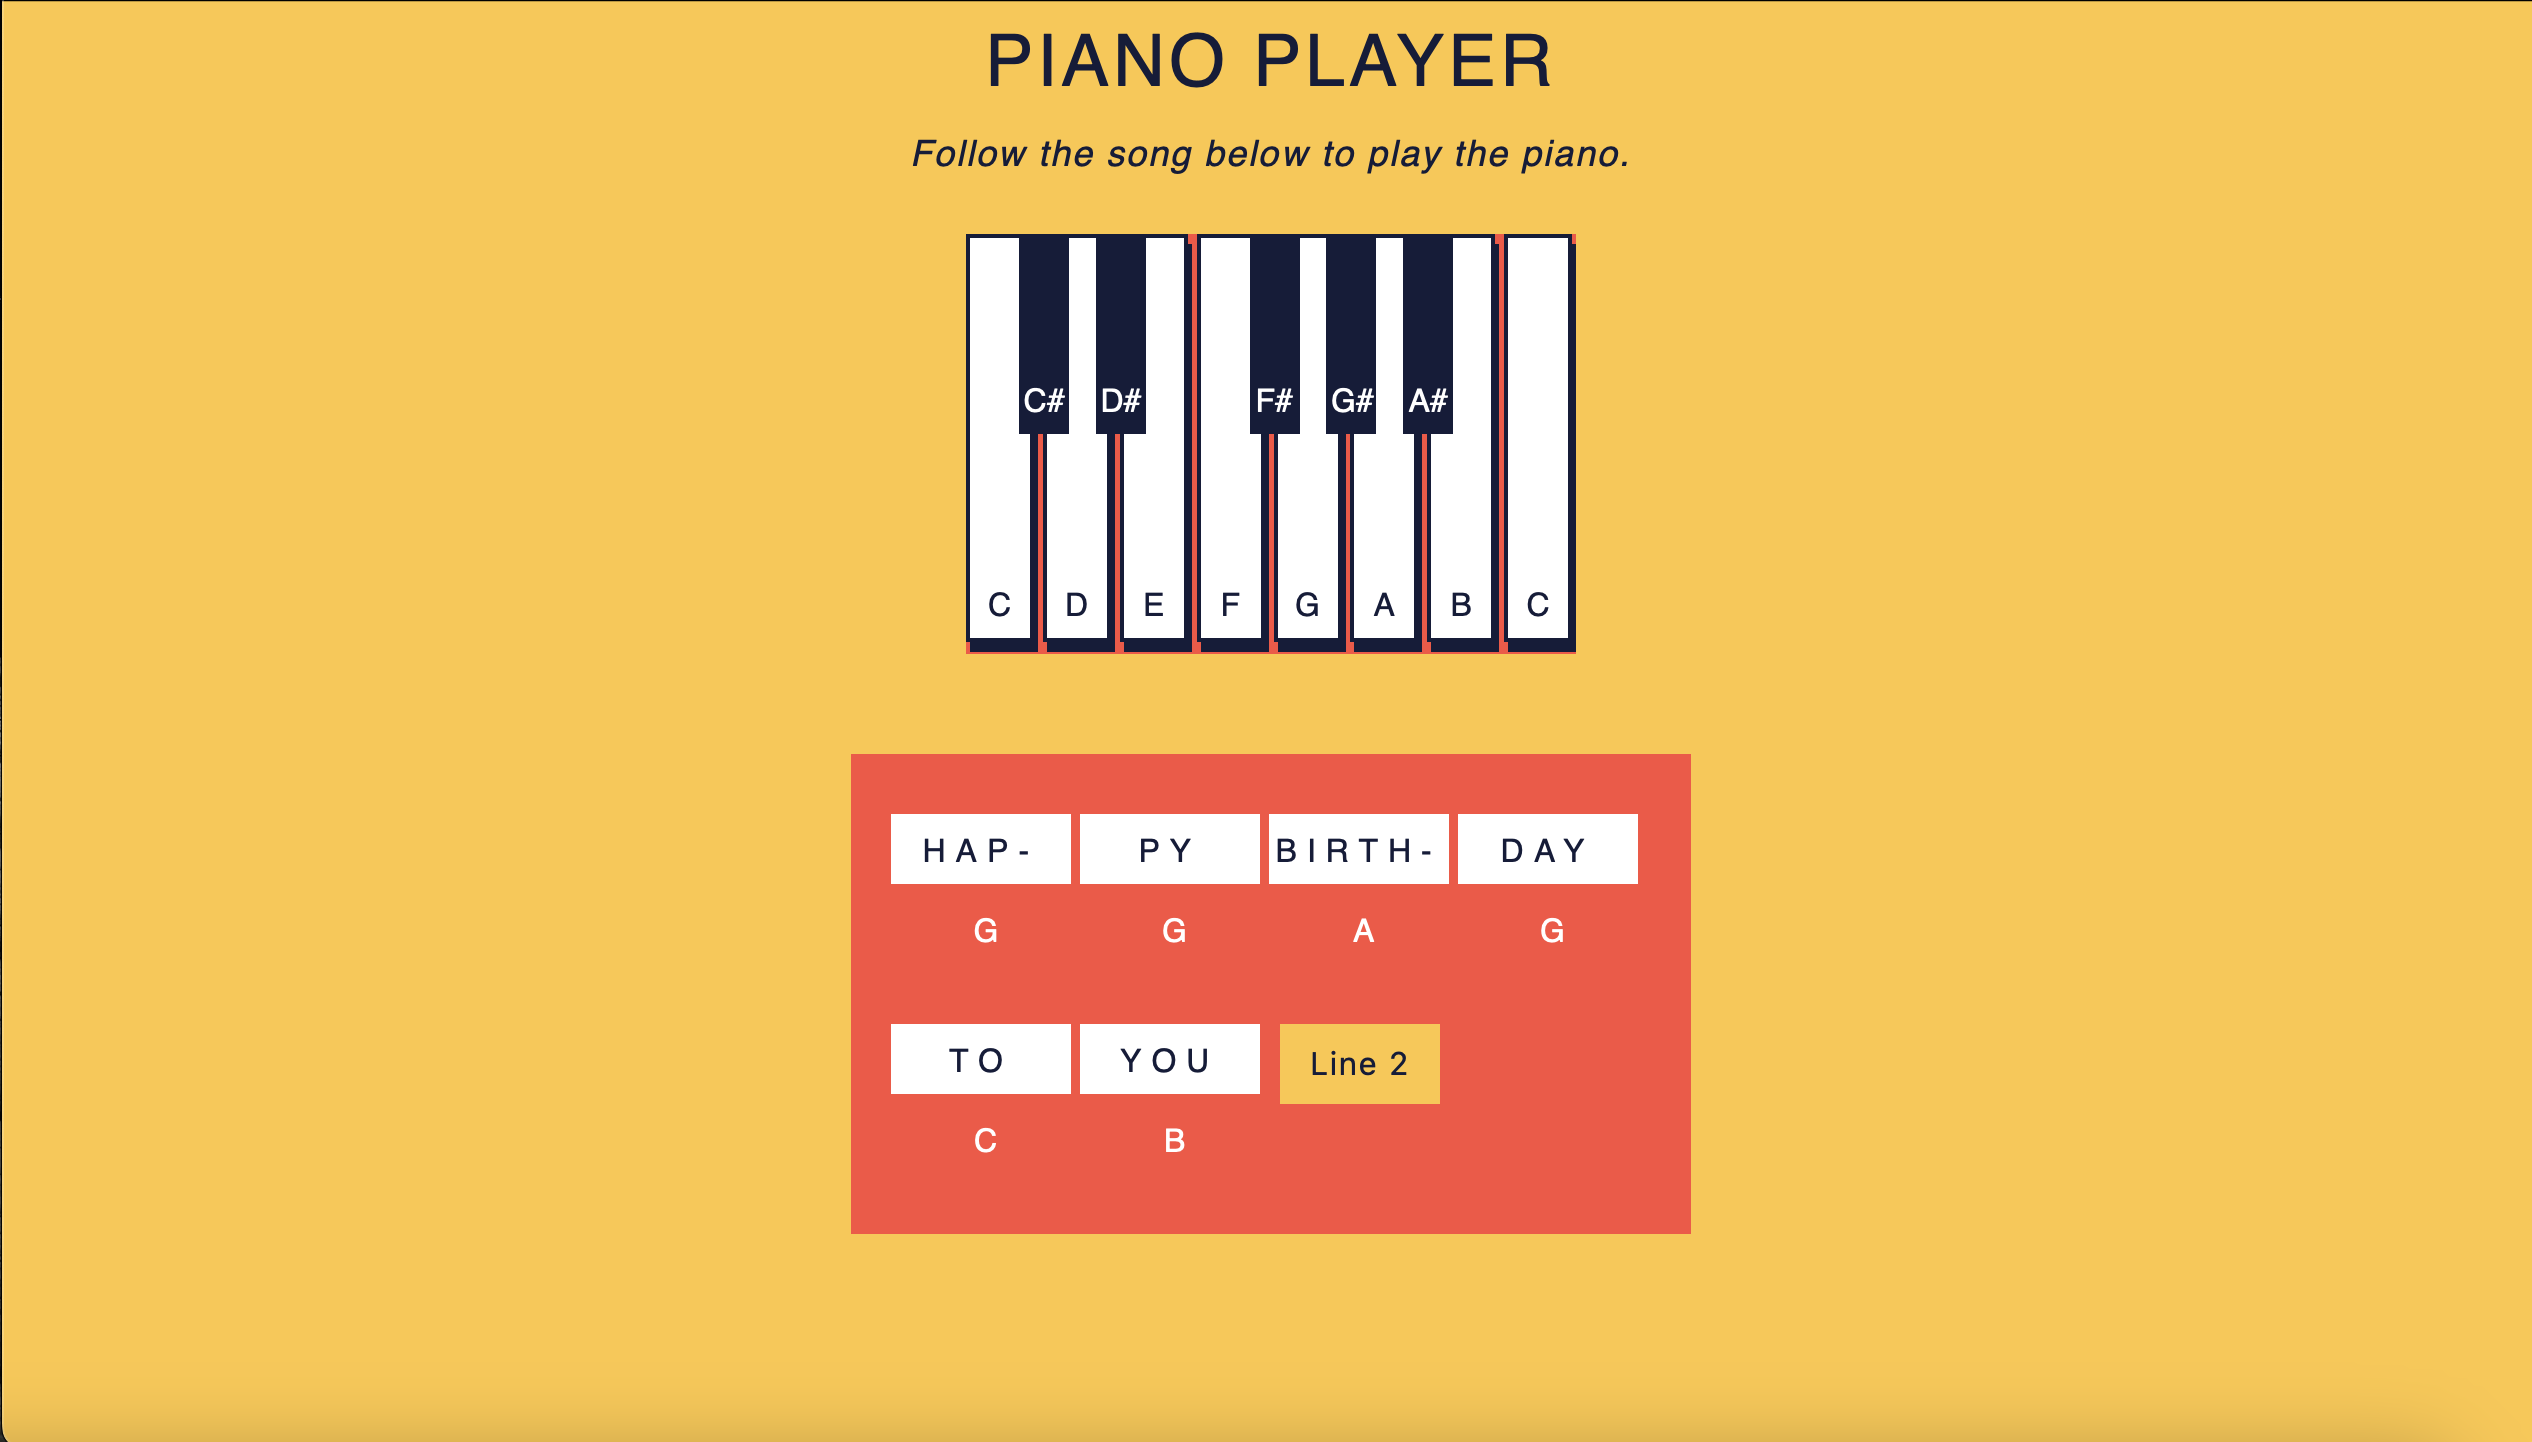 PIANO PLAYER
Follow the song below to play the piano.
C# D# F# G# A#
C D E F G A B C
HAP- PY BIRTH- DAY
G G A G
TO YOU Line 2
C B